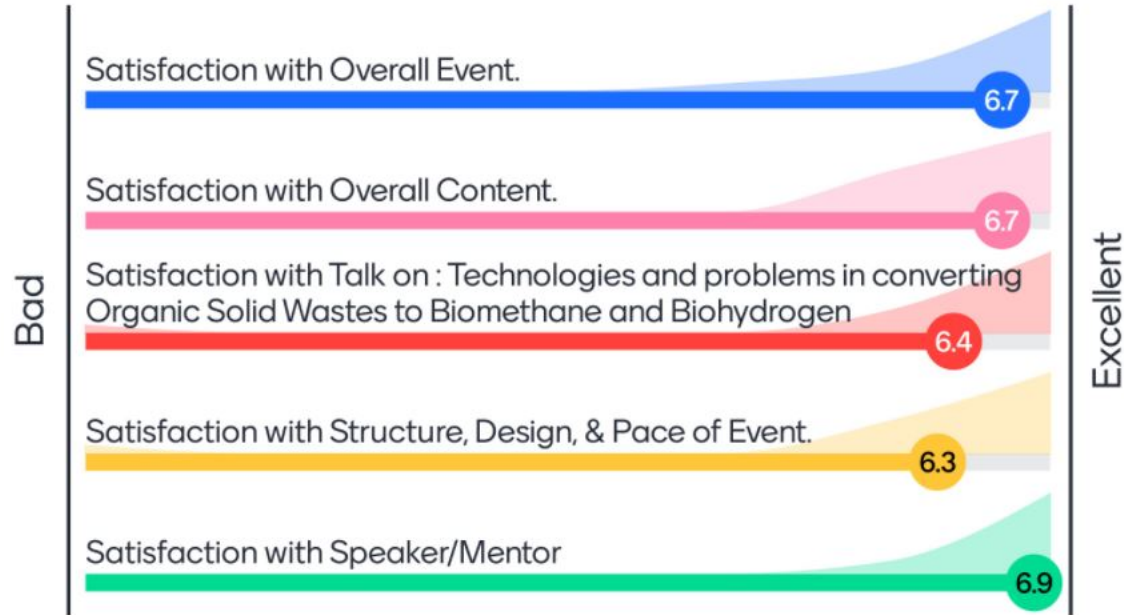 Satisfaction with Overall Event.
6.7
Satisfaction with Overall Content.
6.7
Satisfaction with Talk on : Technologies and problems in converting
Organic Solid Wastes to Biomethane and Biohydrogen
6.4
Satisfaction with Structure, Design, & Pace of Event.
6.3
Satisfaction with Speaker/Mentor
6.9
Bad
Excellent